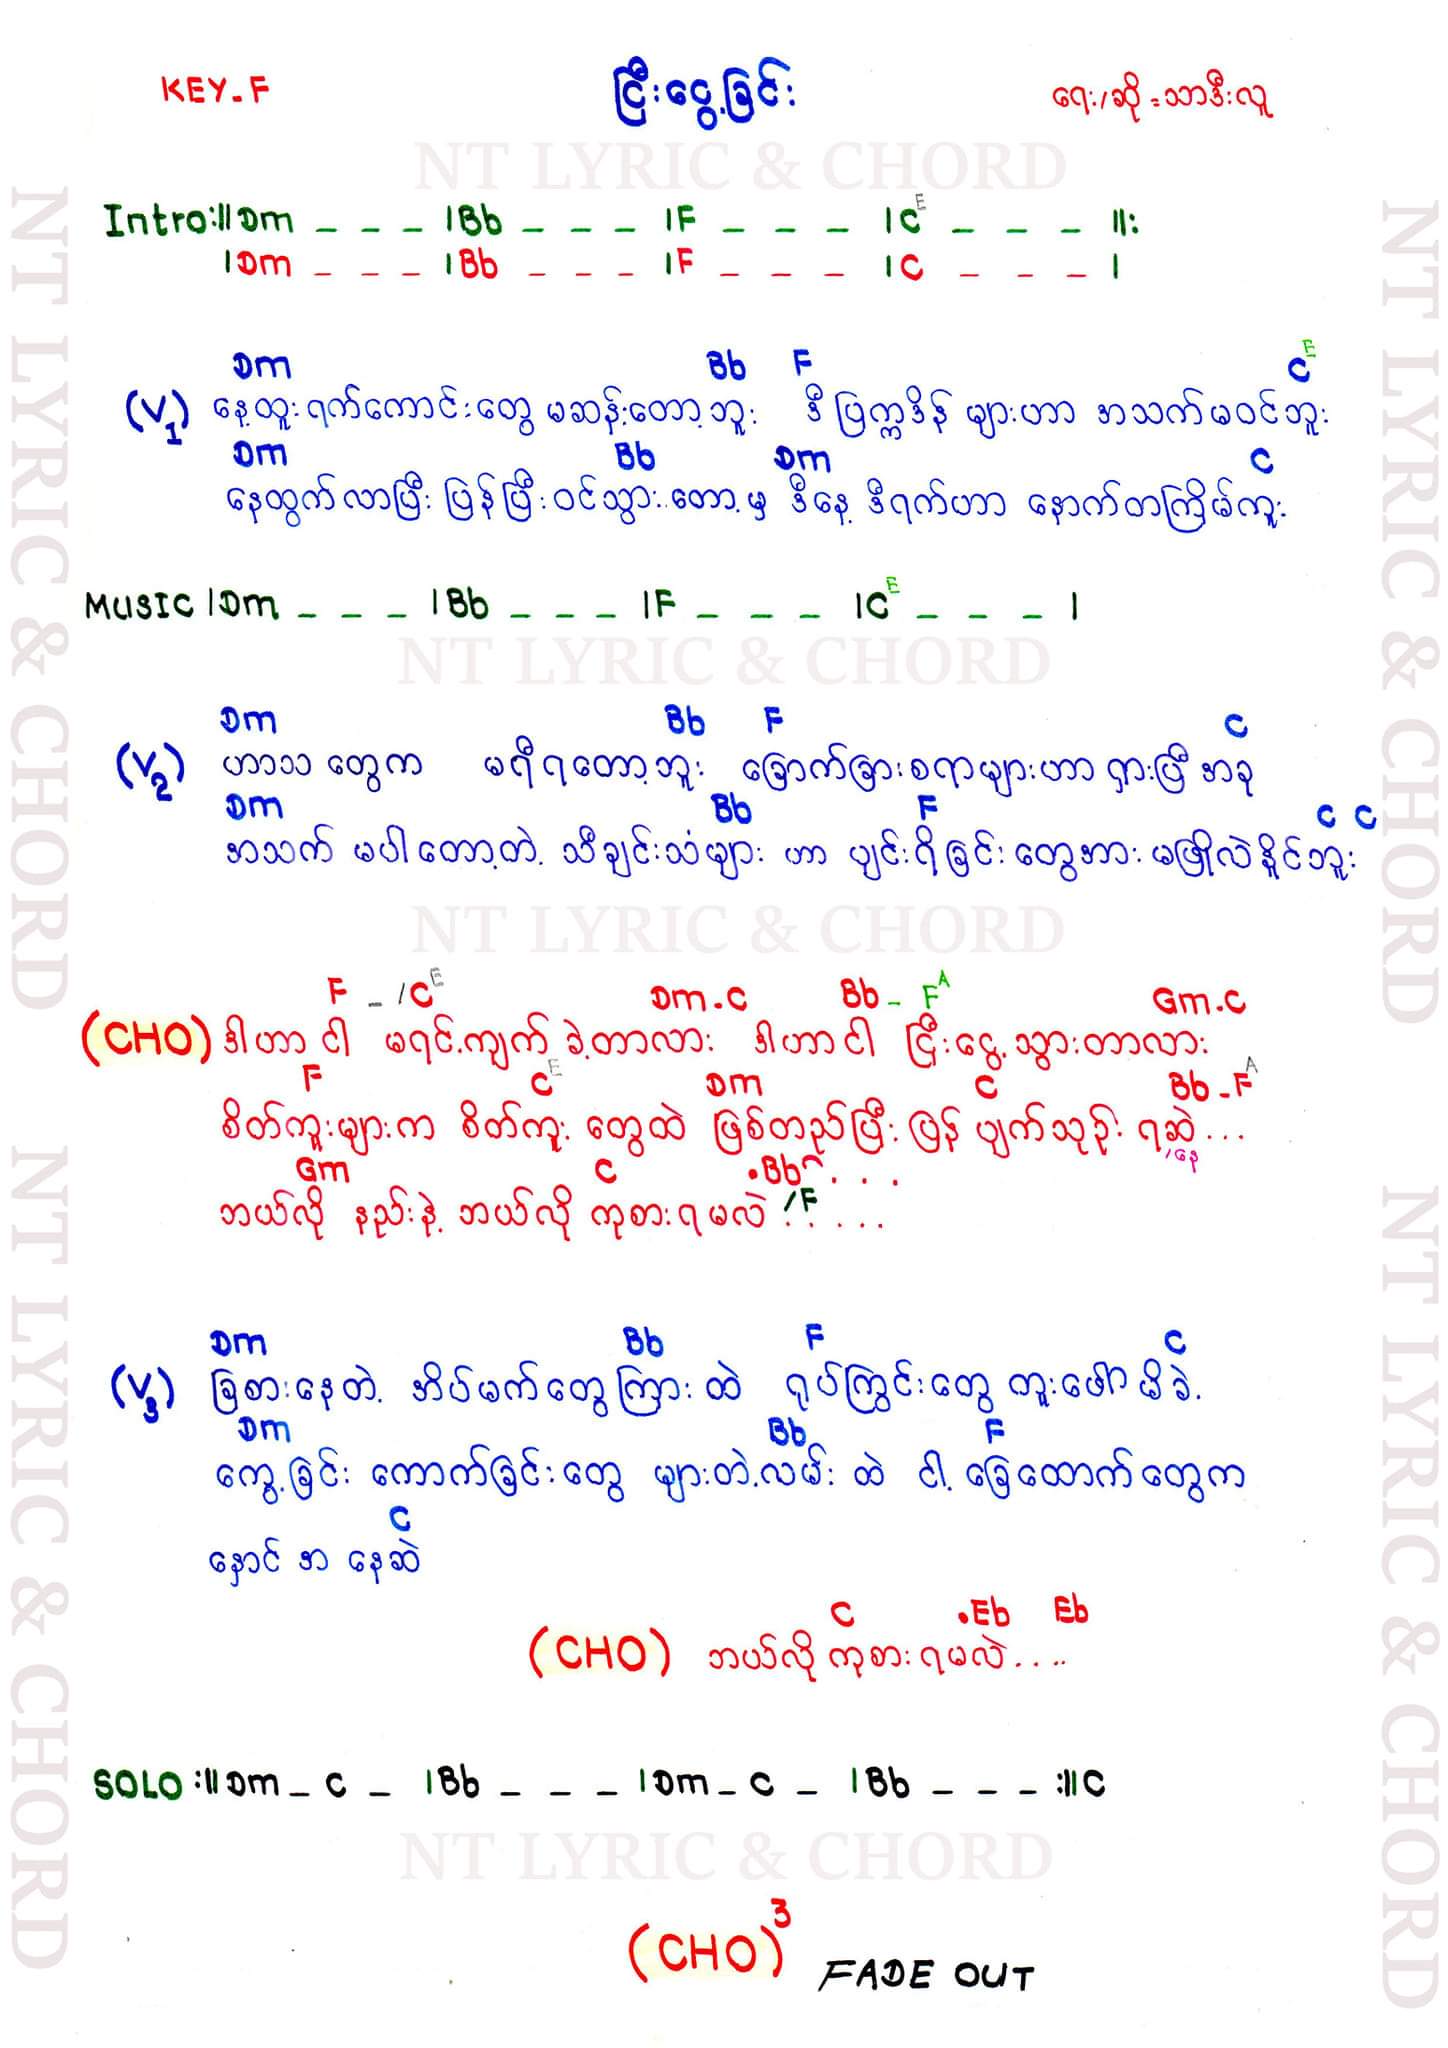 KEY-F ငြီးငွေ့ခြင်း ရေး/ဆို = သာဒီးလူ
NT LYRIC & CHORD
Intro:||Dm _ _ _ |Bb _ _ _ |F _ _ _ |C E _ _ _ ||:
|Dm _ _ _ |Bb _ _ _ |F _ _ _ |C _ _ _ |
Dm Bb F C E
(V1) နေ့ထူးရက်ကောင်းတွေ မဆန်းတော့ဘူး ဒီပြက္ကဒိန် များဟာ အသက်မဝင်ဘူး
Dm Bb Dm C
နေထွက်လာပြီး ပြန်ပြီးဝင်သွားတော့မှ ဒီနေ့ ဒီရက်ဟာ နောက်တကြိမ်ကူး
MUSIC |Dm _ _ _ |Bb _ _ _ |F _ _ _ |C E _ _ _ |
NT LYRIC & CHORD
Dm Bb F C
(V2) ဟာသ တွေက မရီရတော့ဘူး ခြောက်ခြားစရာများဟာ ရှားပြီ အခု
Dm Bb F C C
အသက် မပါတော့တဲ့ သီချင်းသံများ ဟာ ပျင်းရိခြင်းတွေအား မဖြိုလဲနိုင်ဘူး
NT LYRIC & CHORD
F - /C E Dm-C Bb - F A Gm-C
(CHO) ဒါဟာ ငါ မရင့်ကျက်ခဲ့တာလား ဒါဟာငါ ငြီးငွေ့သွားတာလား
F C E Dm C Bb-F A
စိတ်ကူးများက စိတ်ကူးတွေထဲ ဖြစ်တည်ပြီး ပြန် ပျက်သုဉ်း ရဆဲ...
/နေ
Gm C .Bb . . .
ဘယ်လို နည်းနဲ့ ဘယ်လို ကုစားရမလဲ /F . . . . .
Dm Bb F C
(V3) ခြစားနေတဲ့ အိပ်မက်တွေကြားထဲ ရုပ်ကြွင်းတွေ တူးဖော်မိခဲ့
Dm Bb F
ကွေ့ခြင်း ကောက်ခြင်းတွေ များတဲ့လမ်း ထဲ ငါ့ ခြေထောက်တွေက
C
နှောင် အာ နေဆဲ
C .Eb Eb
(CHO) ဘယ်လို ကုစားရမလဲ.....
SOLO :||Dm _ C _ |Bb _ _ _ |Dm _ C _ |Bb _ _ _ :||C
NT LYRIC & CHORD
(CHO)3 FADE OUT
NT LYRIC & CHORD
NT LYRIC & CHORD
NT LYRIC & CHORD
NT LYRIC & CHORD